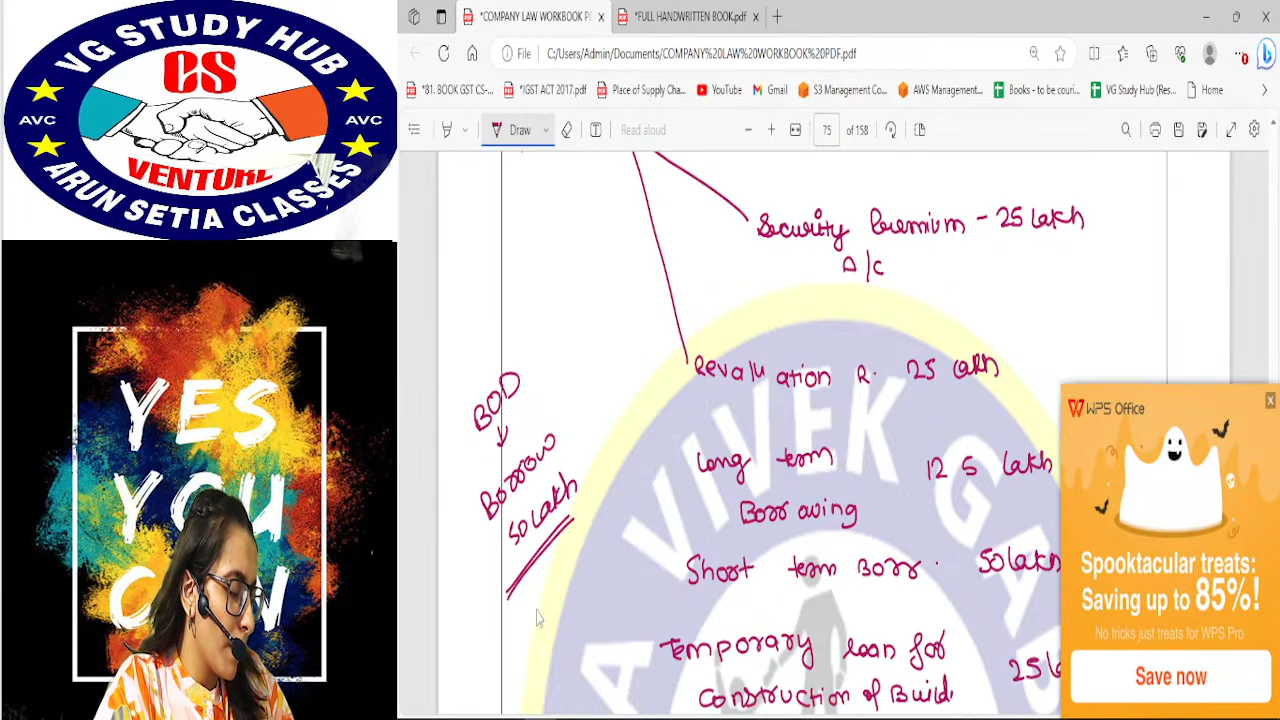 VG STUDY HUB
CS
AVC
AVC
VENTURE
ARUN SETIA CLASSES
YES
YOU
*COMPANY LAW WORKBOOK P
*FULL HANDWRITTEN BOOK.pdf
File
C:/Users/Admin/Documents/COMPANY%20LAW%20WORKBOOK%20PDF.pdf
*81. BOOK GST CS-...
*IGST ACT 2017.pdf
Place of Supply Cha...
YouTube
Gmail
S3 Management Co...
AWS Management...
Books - to be couri...
VG Study Hub (Res...
Home
Draw
Read aloud
75
of 158
Security Premium - 25 Lakh
A/C
Revaluation R. 25 Lakh
BOD
Borrow
50 Lakh
Long term 125 Lakh
Borrowing
Short term Borr. 50 Lakh
Temporary loan for
Construction of Build
25 L
A VIVEK GA
WPS Office
Spooktacular treats:
Saving up to 85%!
No tricks just treats for WPS Pro
Save now